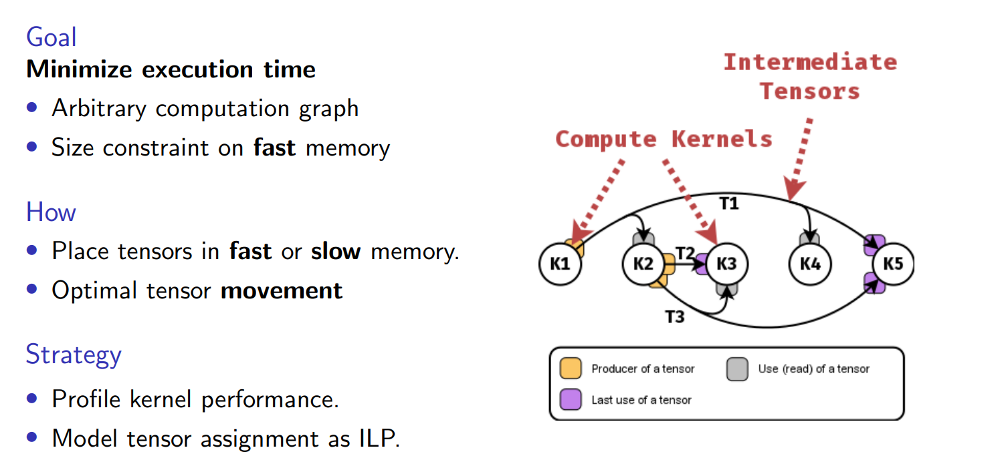 Goal
Minimize execution time
• Arbitrary computation graph
• Size constraint on fast memory
How
• Place tensors in fast or slow memory.
• Optimal tensor movement
Strategy
• Profile kernel performance.
• Model tensor assignment as ILP.
Intermediate
Tensors
Compute Kernels
T1
K1
K2
T2
K3
K4
K5
T3
Producer of a tensor
Use (read) of a tensor
Last use of a tensor